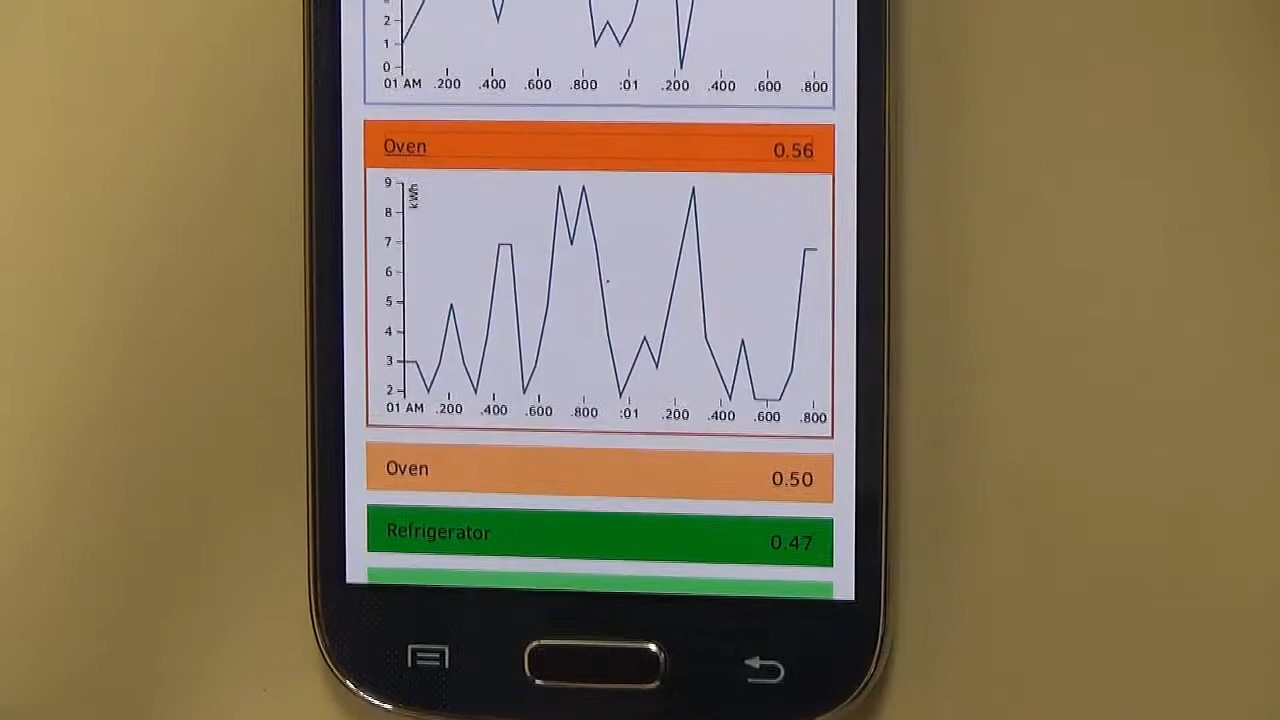 2
1
0
01 AM .200 .400 .600 .800 :01 .200 .400 .600 .800
Oven 0.56
kWh
9
8
7
6
5
4
3
2
01 AM .200 .400 .600 .800 :01 .200 .400 .600 .800
Oven 0.50
Refrigerator 0.47